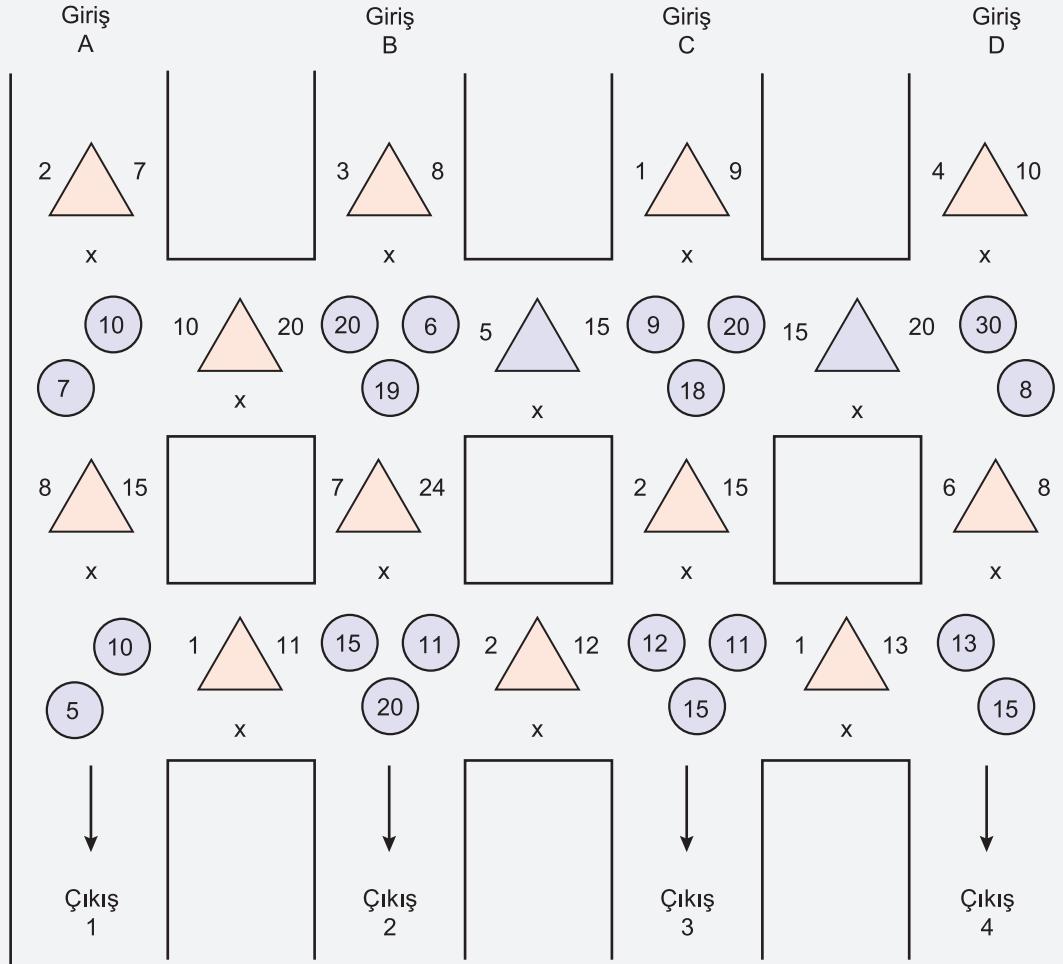 Giriş Giriş Giriş Giriş
A B C D
2 7 3 8 1 9 4 10
x x x x
10 10 20 20 6 5 15 9 20 15 20 30
7 19 18 8
x x x
8 15 7 24 2 15 6 8
x x x x
10 1 11 15 11 2 12 12 11 1 13 13
5 20 15 15
x x x
Çıkış Çıkış Çıkış Çıkış
1 2 3 4